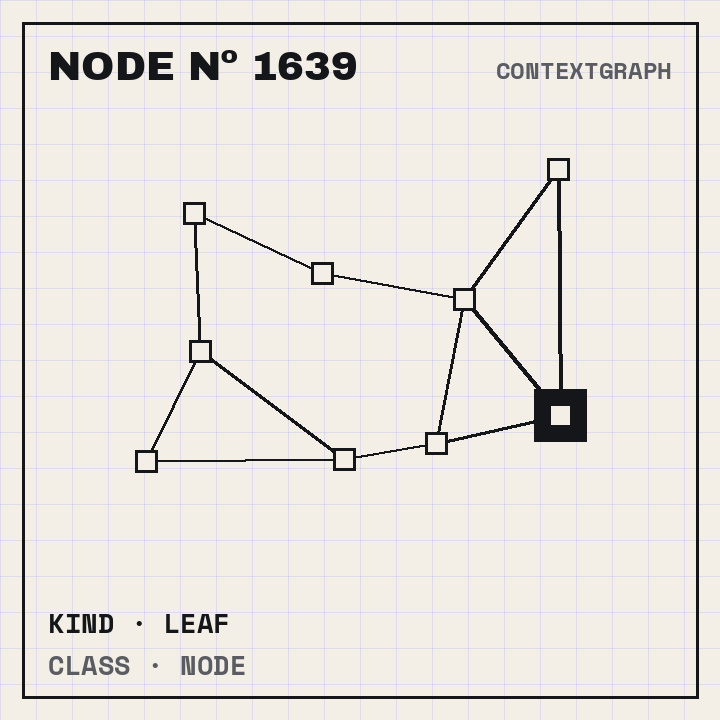 NODE Nº 1639
CONTEXTGRAPH
KIND · LEAF
CLASS · NODE